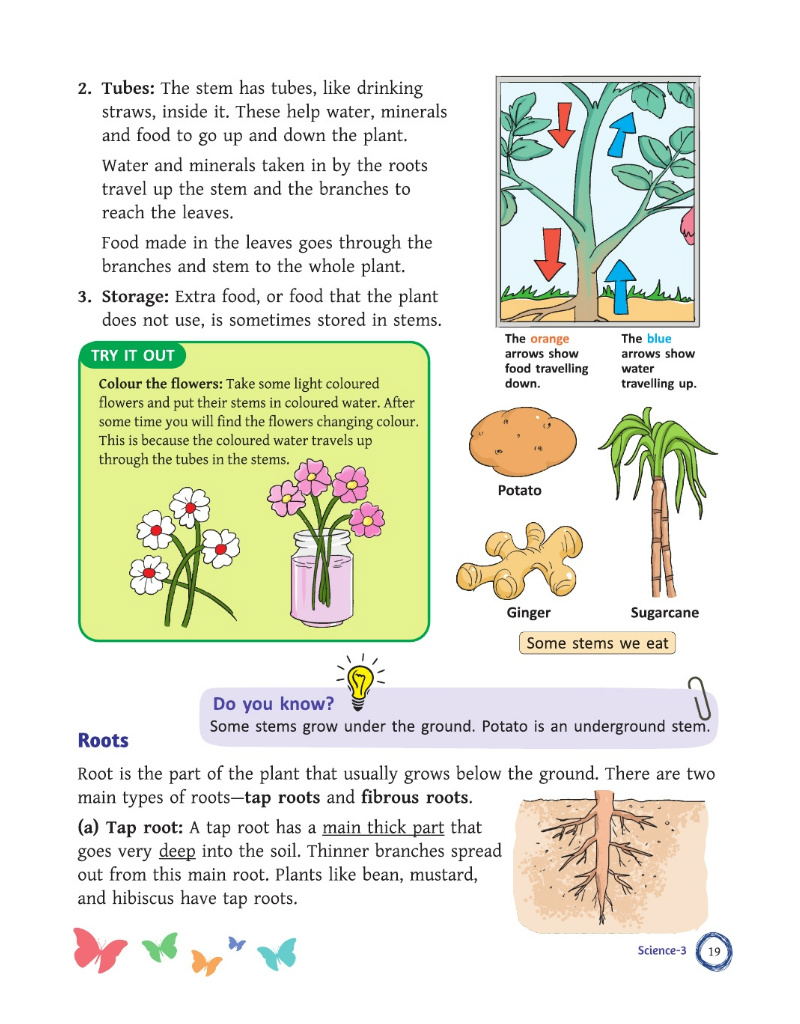 2. Tubes: The stem has tubes, like drinking
straws, inside it. These help water, minerals
and food to go up and down the plant.
Water and minerals taken in by the roots
travel up the stem and the branches to
reach the leaves.
Food made in the leaves goes through the
branches and stem to the whole plant.
3. Storage: Extra food, or food that the plant
does not use, is sometimes stored in stems.
The orange
arrows show
food travelling
down.
The blue
arrows show
water
travelling up.
TRY IT OUT
Colour the flowers: Take some light coloured
flowers and put their stems in coloured water. After
some time you will find the flowers changing colour.
This is because the coloured water travels up
through the tubes in the stems.
Potato
Ginger
Sugarcane
Some stems we eat
Do you know?
Some stems grow under the ground. Potato is an underground stem.
Roots
Root is the part of the plant that usually grows below the ground. There are two
main types of roots—tap roots and fibrous roots.
(a) Tap root: A tap root has a main thick part that
goes very deep into the soil. Thinner branches spread
out from this main root. Plants like bean, mustard,
and hibiscus have tap roots.
Science-3
19